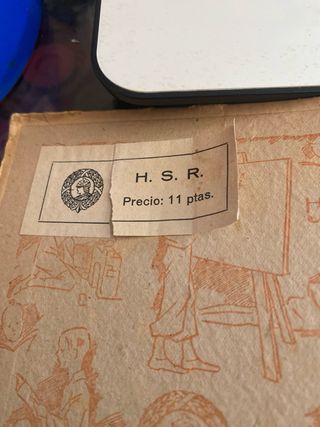 H. S. R.
Precio: 11 ptas.